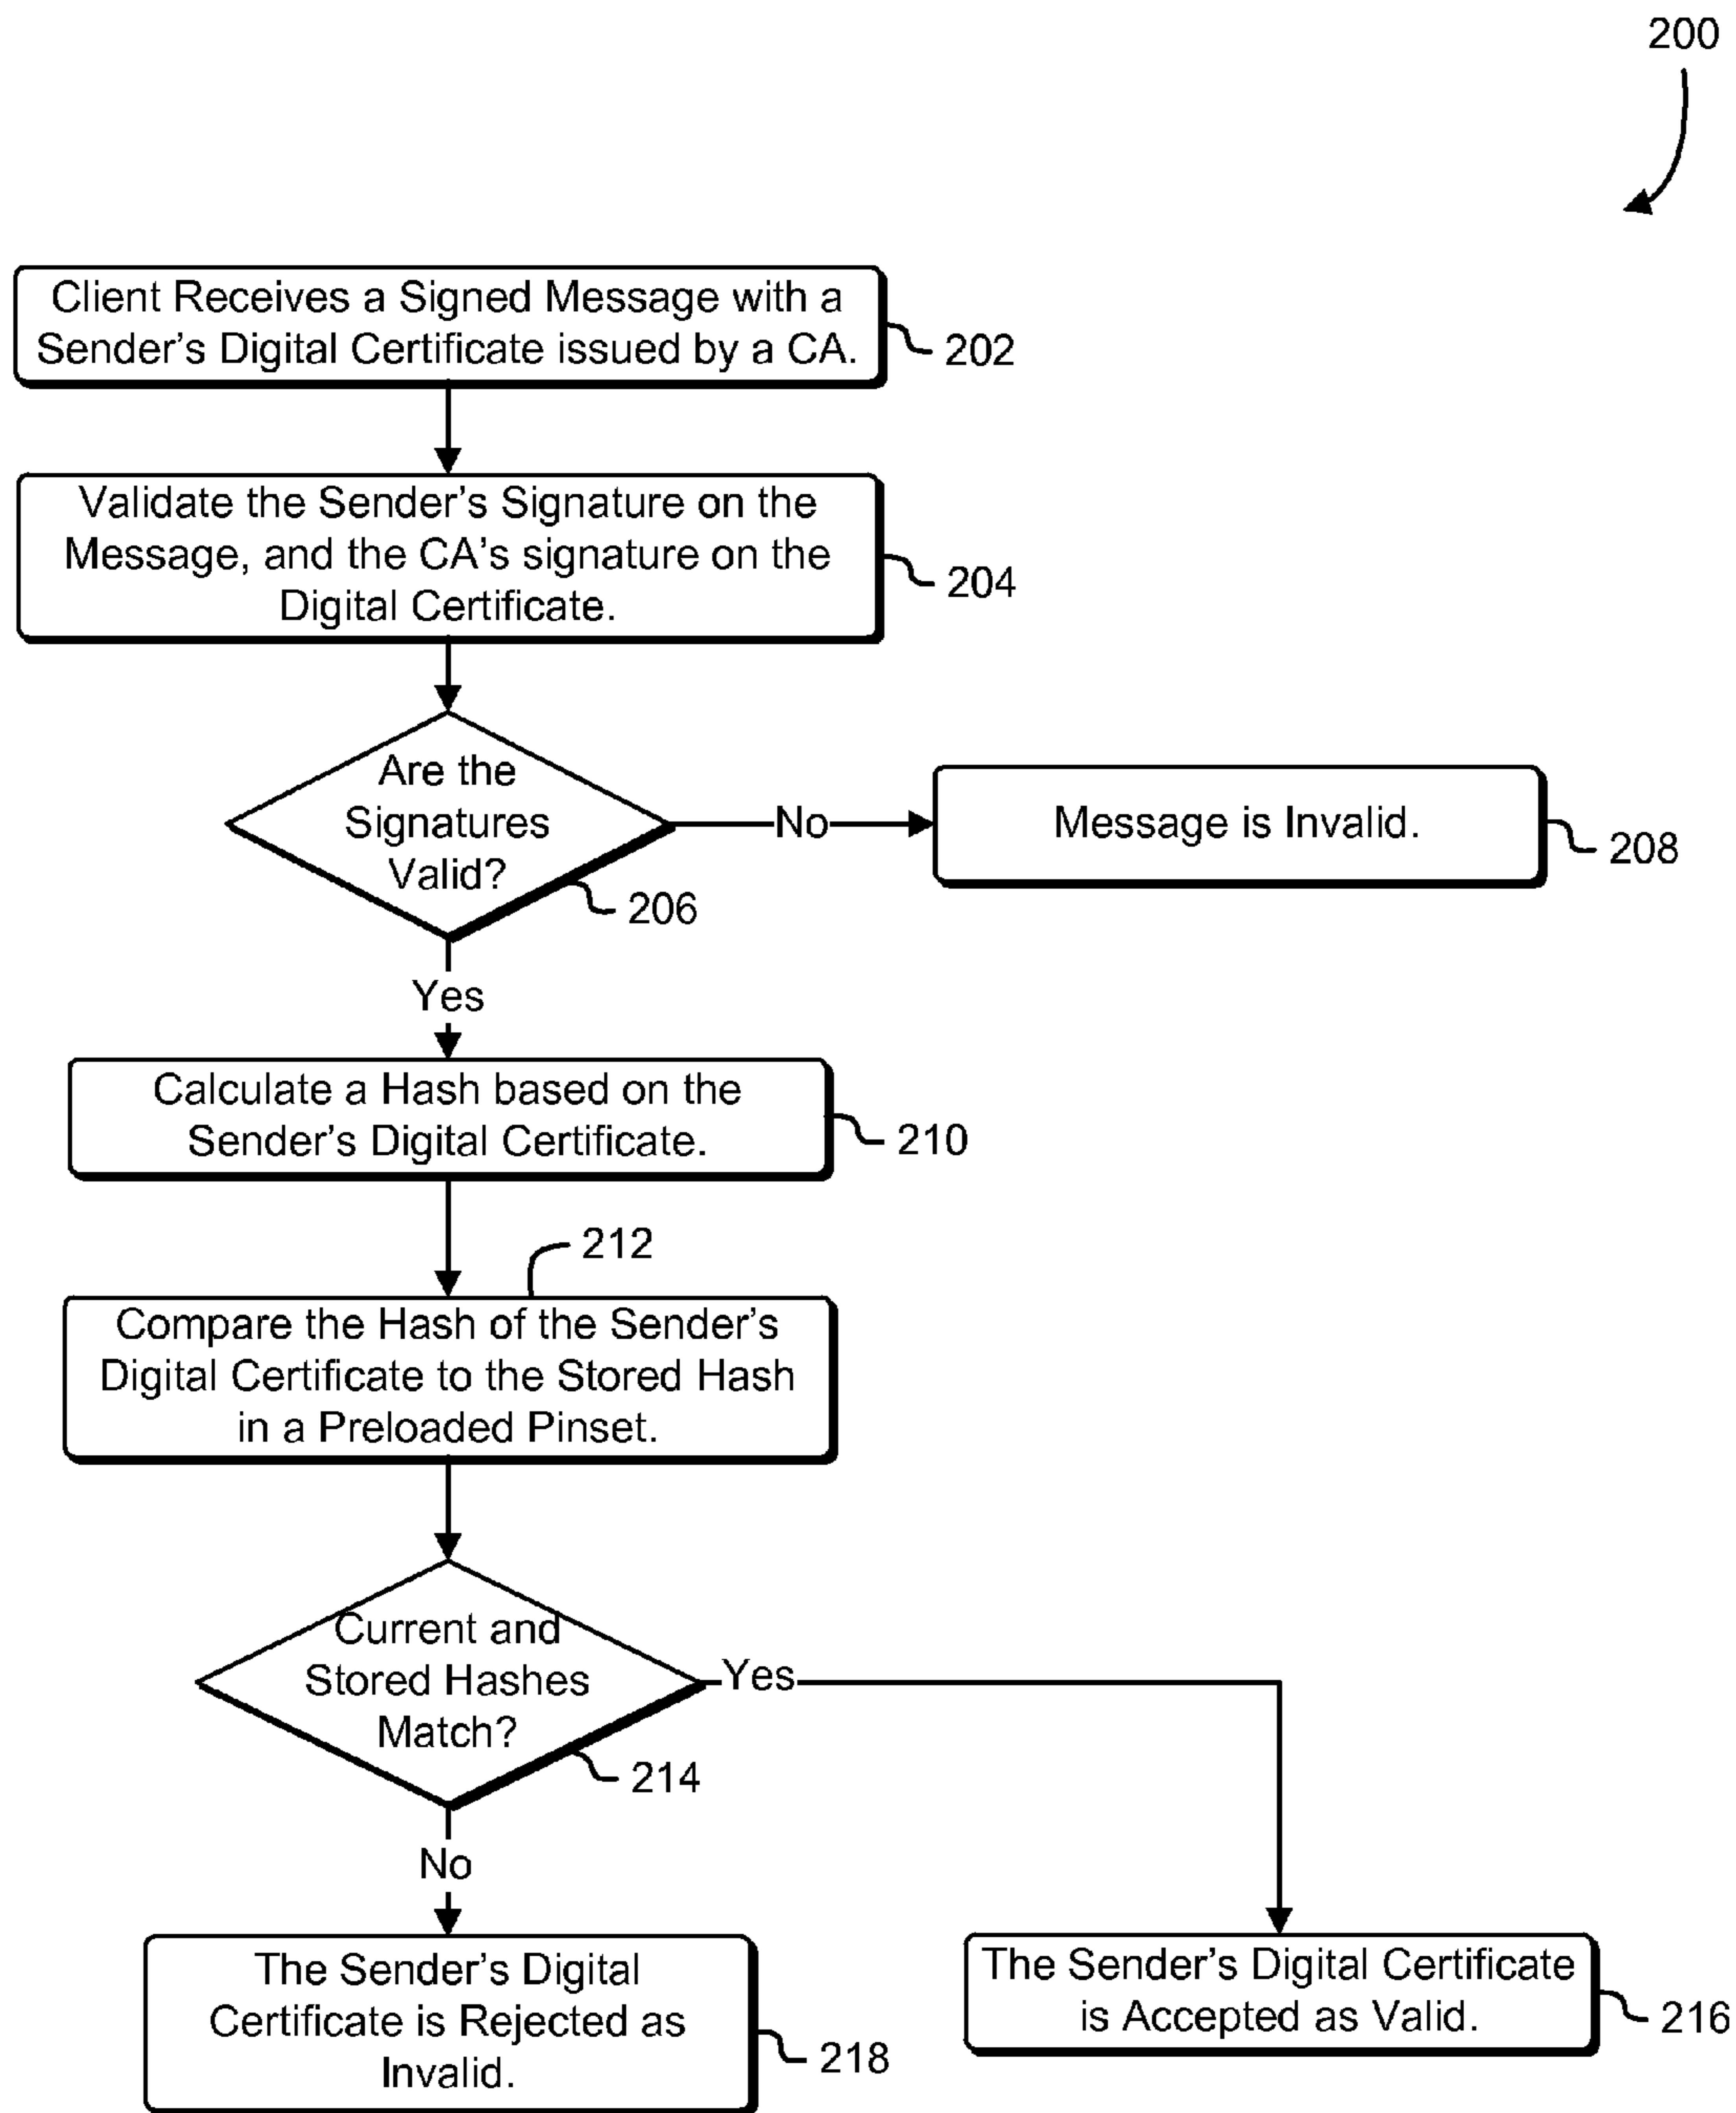 200
Client Receives a Signed Message with a
Sender's Digital Certificate issued by a CA.
202
Validate the Sender's Signature on the
Message, and the CA's signature on the
Digital Certificate.
204
Are the
Signatures
Valid?
206
No
Message is Invalid.
208
Yes
Calculate a Hash based on the
Sender's Digital Certificate.
210
212
Compare the Hash of the Sender's
Digital Certificate to the Stored Hash
in a Preloaded Pinset.
Current and
Stored Hashes
Match?
214
Yes
No
The Sender's Digital
Certificate is Rejected as
Invalid.
218
The Sender's Digital Certificate
is Accepted as Valid.
216